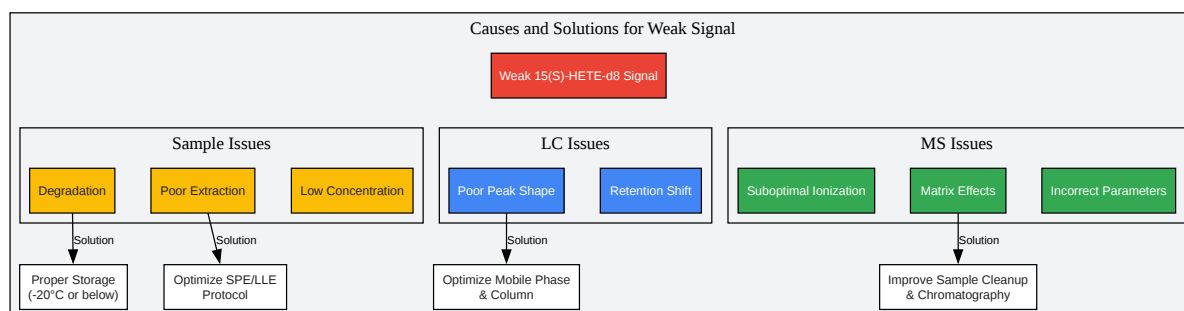 Causes and Solutions for Weak Signal
Weak 15(S)-HETE-d8 Signal
Sample Issues
LC Issues
MS Issues
Degradation
Poor Extraction
Low Concentration
Poor Peak Shape
Retention Shift
Suboptimal Ionization
Matrix Effects
Incorrect Parameters
Solution
Solution
Solution
Solution
Proper Storage
(-20°C or below)
Optimize SPE/LLE
Protocol
Optimize Mobile Phase
& Column
Improve Sample Cleanup
& Chromatography